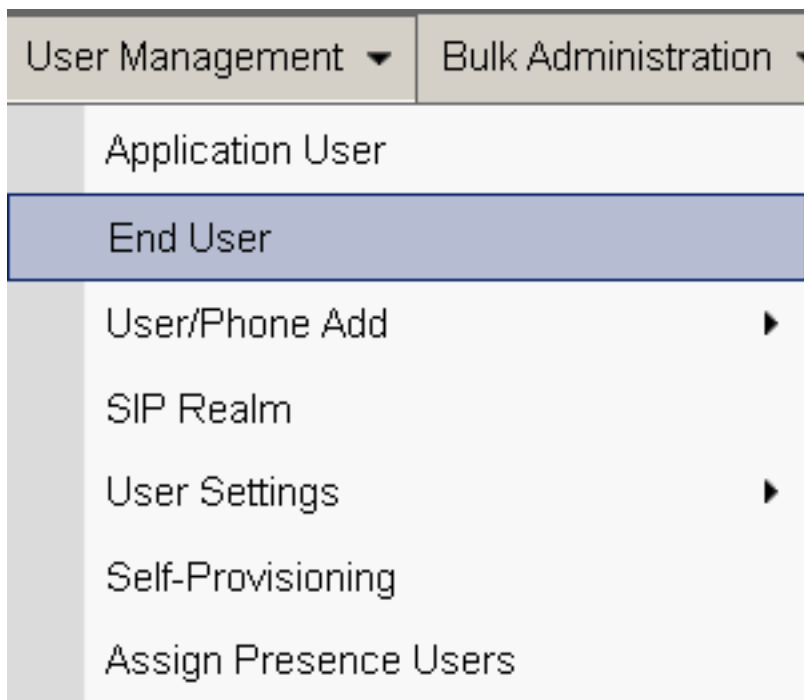 User Management Bulk Administration
Application User
End User
User/Phone Add
SIP Realm
User Settings
Self-Provisioning
Assign Presence Users